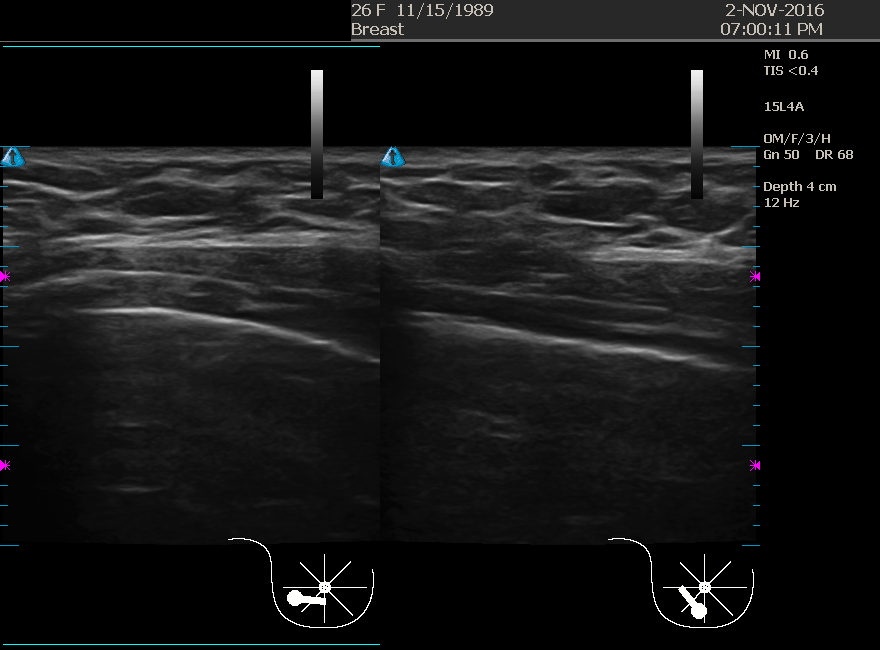 26 F 11/15/1989
2-NOV-2016
Breast
07:00:11 PM
MI 0.6
TIS <0.4
15L4A
OM/F/3/H
Gn 50 DR 68
Depth 4 cm
12 Hz